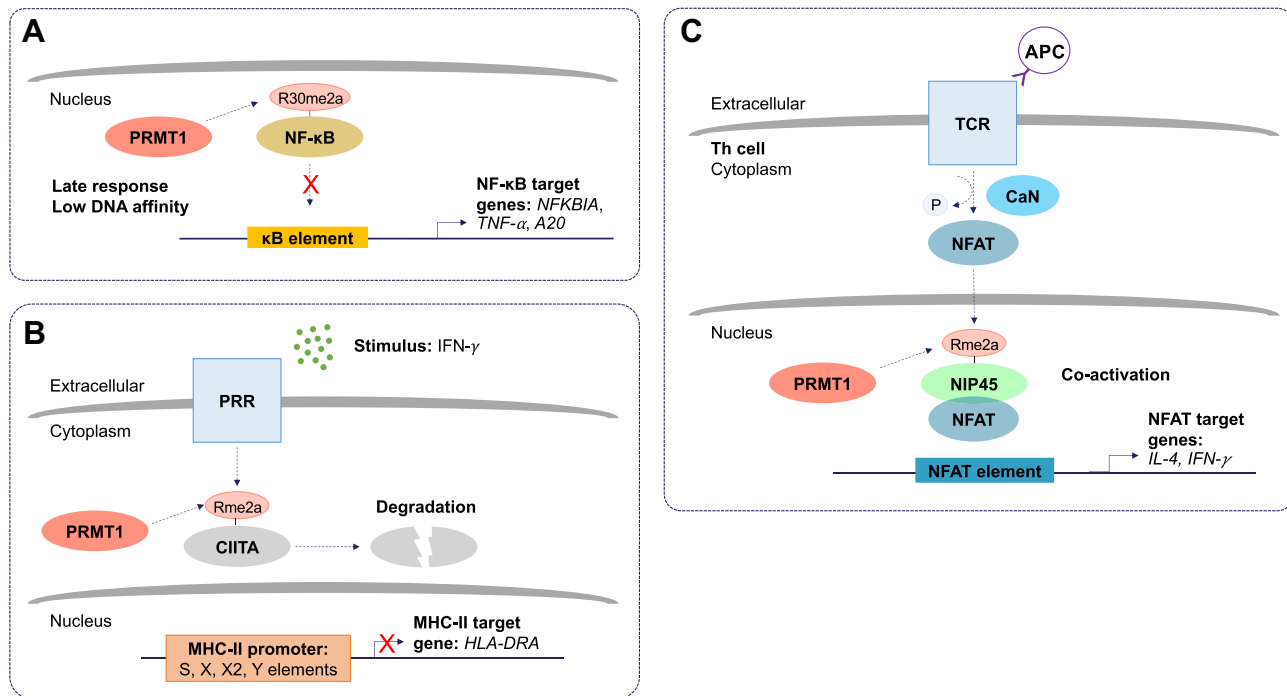 A
Nucleus
R30me2a
PRMT1
NF-κB
X
Late response
Low DNA affinity
NF-κB target
genes: NFKBIA,
TNF-α, A20
κB element
B
Stimulus: IFN-γ
Extracellular
PRR
Cytoplasm
Rme2a
PRMT1
CIITA
Degradation
Nucleus
MHC-II promoter:
S, X, X2, Y elements
X
MHC-II target
gene: HLA-DRA
C
APC
Extracellular
TCR
Th cell
Cytoplasm
P
CaN
NFAT
Nucleus
Rme2a
PRMT1
NIP45
Co-activation
NFAT
NFAT target
genes:
IL-4, IFN-γ
NFAT element